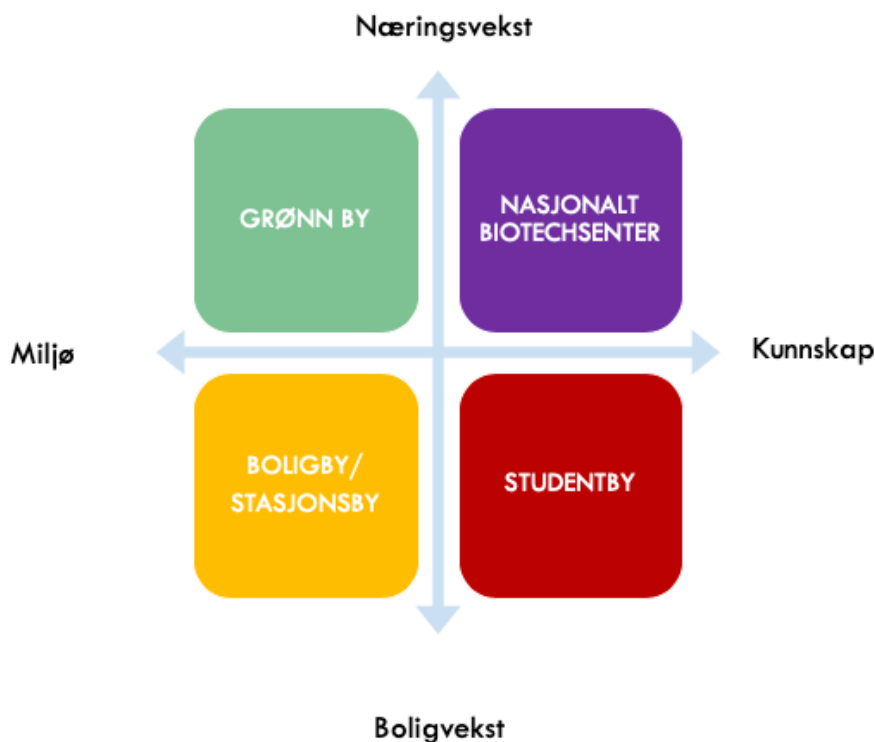 Næringsvekst
GRØNN BY
NASJONALT
BIOTECHSENTER
Miljø
Kunnskap
BOLIGBY/
STASJONSBY
STUDENTBY
Boligvekst